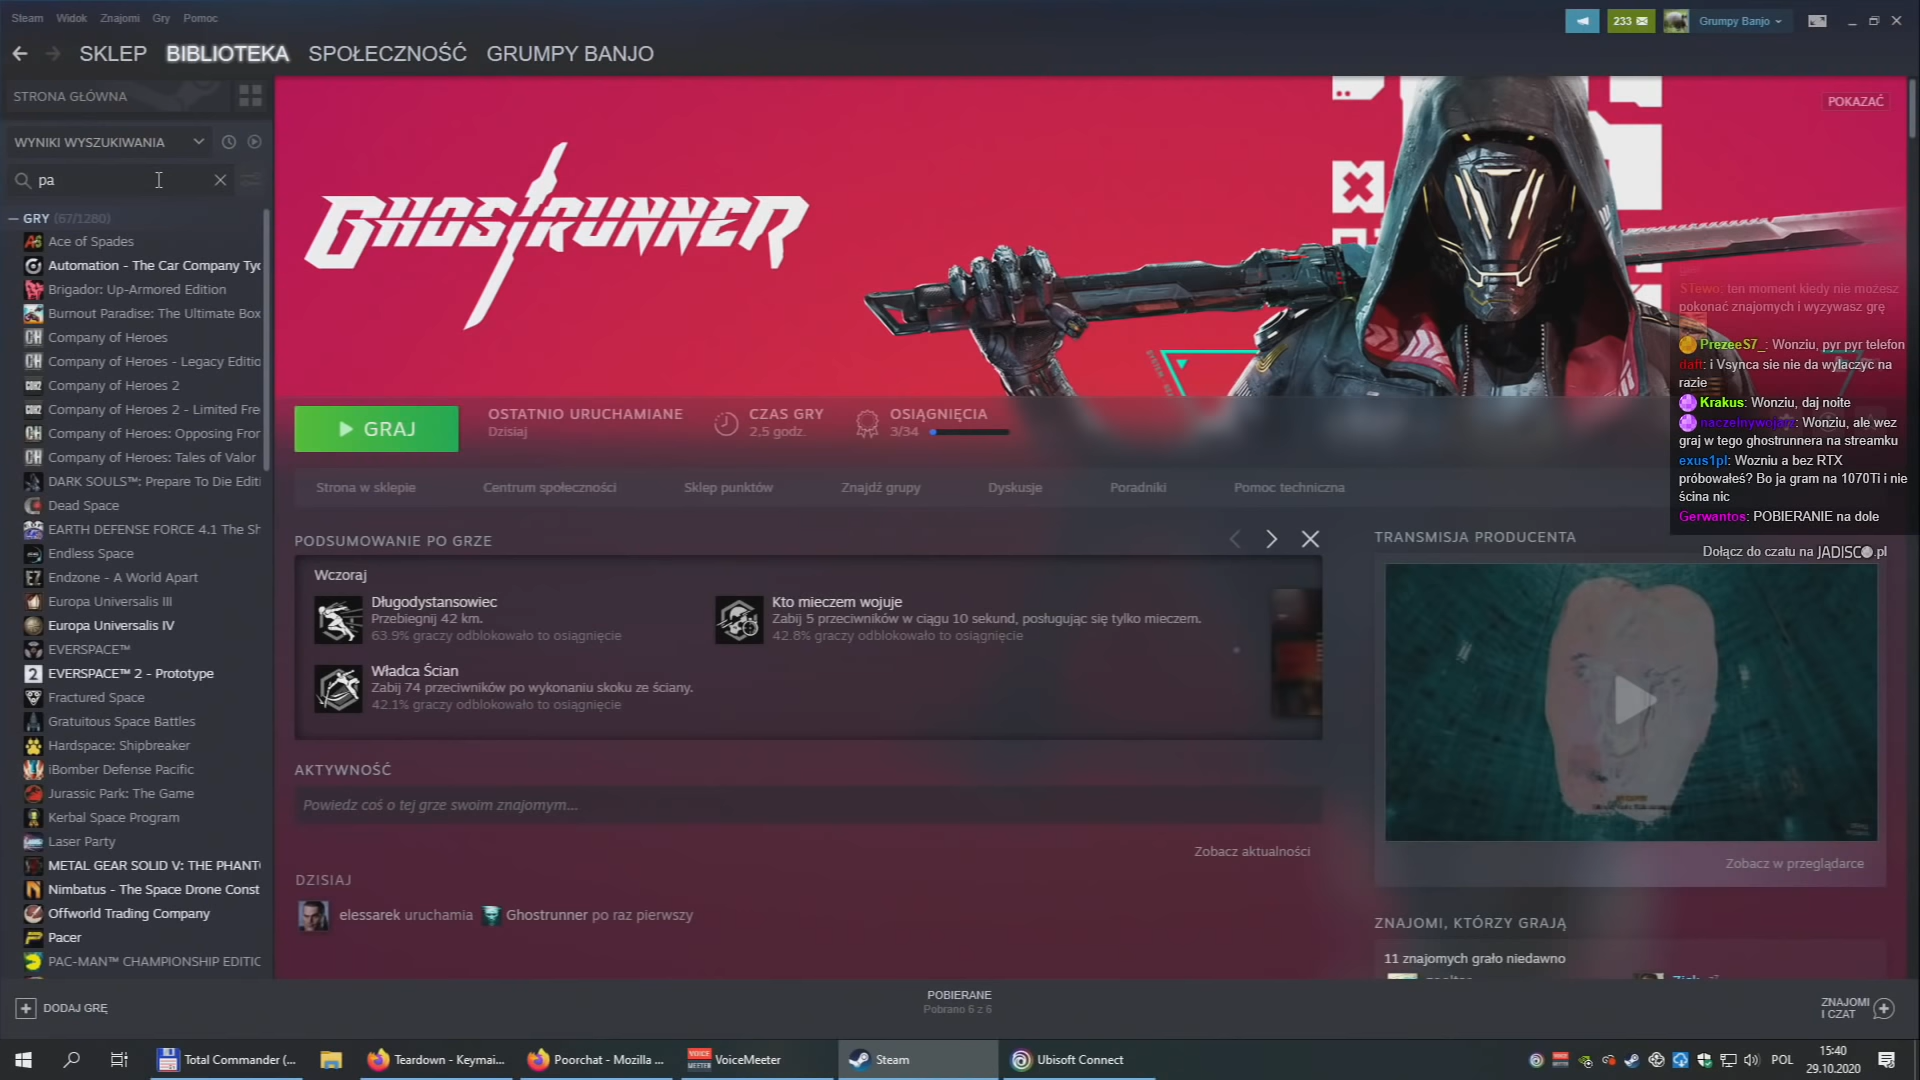 Steam Widok Znajomi Gry Pomoc
233
Grumpy Banjo
SKLEP BIBLIOTEKA SPOŁECZNOŚĆ GRUMPY BANJO
STRONA GŁÓWNA
WYNIKI WYSZUKIWANIA
pa
GRY (67/1280)
Ace of Spades
Automation - The Car Company Tyc
Brigador: Up-Armored Edition
Burnout Paradise: The Ultimate Box
Company of Heroes
Company of Heroes - Legacy Editio
Company of Heroes 2
Company of Heroes 2 - Limited Fre
Company of Heroes: Opposing Fron
Company of Heroes: Tales of Valor
DARK SOULS™: Prepare To Die Editi
Dead Space
EARTH DEFENSE FORCE 4.1 The Sh
Endless Space
Endzone - A World Apart
Europa Universalis III
Europa Universalis IV
EVERSPACE™
EVERSPACE™ 2 - Prototype
Fractured Space
Gratuitous Space Battles
Hardspace: Shipbreaker
iBomber Defense Pacific
Jurassic Park: The Game
Kerbal Space Program
Laser Party
METAL GEAR SOLID V: THE PHANT
Nimbatus - The Space Drone Const
Offworld Trading Company
Pacer
PAC-MAN™ CHAMPIONSHIP EDITIO
DODAJ GRĘ
GHOSTRUNNER
POKAZAĆ
GRAJ
OSTATNIO URUCHAMIANE
Dzisiaj
CZAS GRY
2,5 godz.
OSIĄGNIĘCIA
3/34
Strona w sklepie Centrum społeczności Sklep punktów Znajdź grupy Dyskusje Poradniki Pomoc techniczna
PODSUMOWANIE PO GRZE
Wczoraj
Długodystansowiec
Przebiegnij 42 km.
63.9% graczy odblokowało to osiągnięcie
Kto mieczem wojuje
Zabij 5 przeciwników w ciągu 10 sekund, posługując się tylko mieczem.
42.8% graczy odblokowało to osiągnięcie
Władca Ścian
Zabij 74 przeciwników po wykonaniu skoku ze ściany.
42.1% graczy odblokowało to osiągnięcie
AKTYWNOŚĆ
Powiedz coś o tej grze swoim znajomym...
Zobacz aktualności
DZISIAJ
elessarek uruchamia Ghostrunner po raz pierwszy
STewo: ten moment kiedy nie możesz
pokonać znajomych i wyzywasz grę
PrezeeS7_: Wonziu, pyr pyr telefon
daft: i Vsynca sie nie da wylaczyc na
razie
Krakus: Wonziu, daj noite
naczelnywojarz: Wonziu, ale wez
graj w tego ghostrunnera na streamku
exus1pl: Wozniu a bez RTX
próbowałeś? Bo ja gram na 1070Ti i nie
ścina nic
Gerwantos: POBIERANIE na dole
Dołącz do czatu na JADISCO.pl
TRANSMISJA PRODUCENTA
Zobacz w przeglądarce
ZNAJOMI, KTÓRZY GRAJĄ
11 znajomych grało niedawno
POBIERANE
Pobrano 6 z 6
ZNAJOMI
I CZAT
Total Commander (...
Teardown - Keymai...
Poorchat - Mozilla ...
VoiceMeeter
Steam
Ubisoft Connect
POL
15:40
29.10.2020